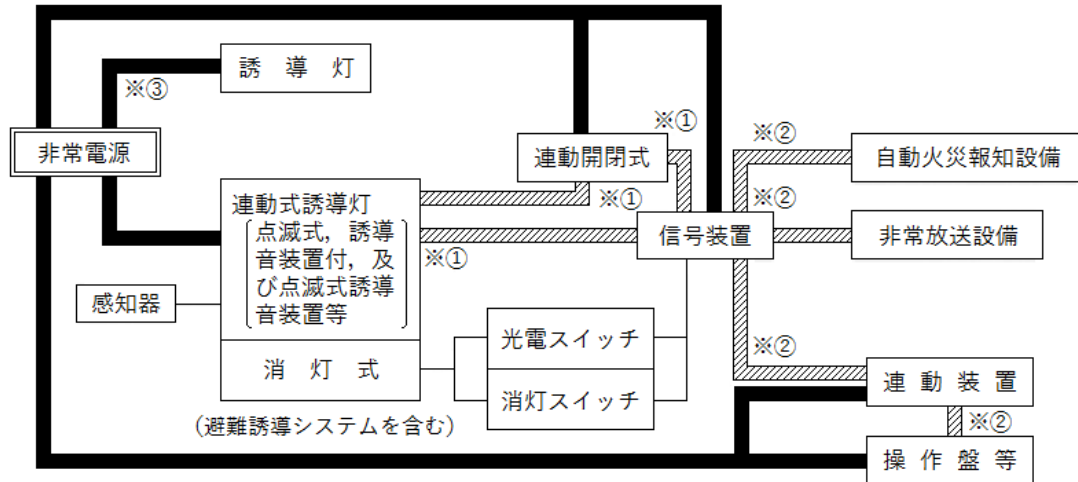 誘導灯
※③
非常電源
連動開閉式
※①
※②
自動火災報知設備
※①
※②
連動式誘導灯
点滅式，誘導
音装置付，及
び点滅式誘導
音装置等
※①
信号装置
非常放送設備
感知器
光電スイッチ
消灯スイッチ
消灯式
※②
連動装置
(避難誘導システムを含む)
※②
操作盤等